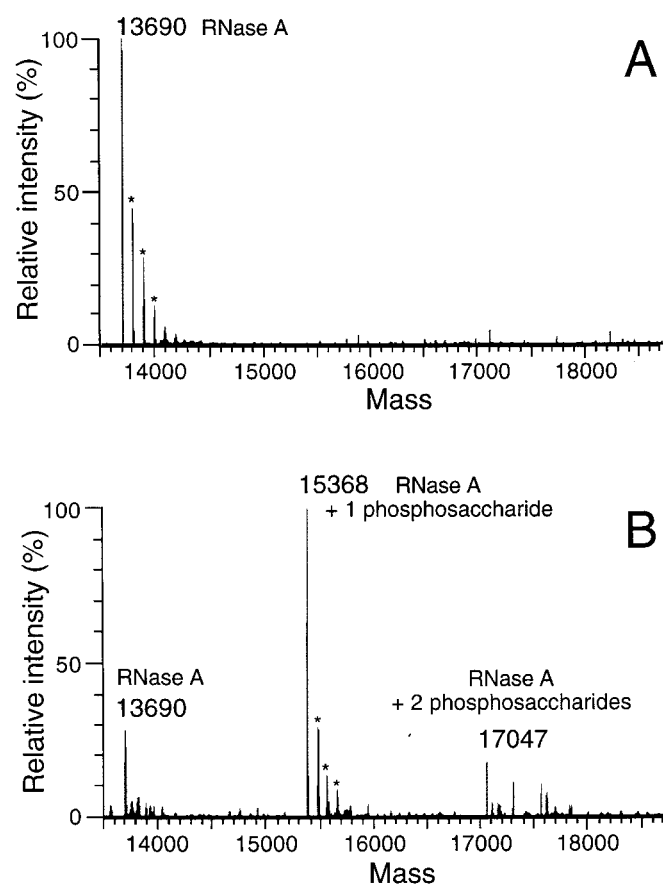 13690 RNase A
A
100
50
0
Relative intensity (%)
*
*
*
14000 15000 16000 17000 18000
Mass
15368 RNase A
+ 1 phosphosaccharide
B
100
50
0
Relative intensity (%)
RNase A
13690
*
*
*
RNase A
+ 2 phosphosaccharides
17047
14000 15000 16000 17000 18000
Mass